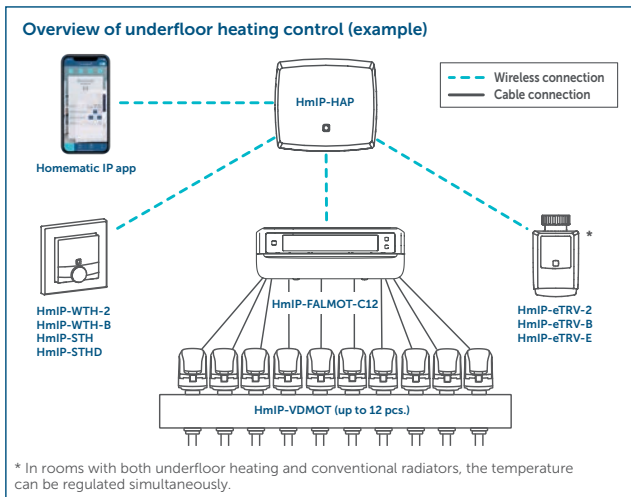 Overview of underfloor heating control (example)
HmIP-HAP
Wireless connection
Cable connection
Homematic IP app
*
HmIP-WTH-2
HmIP-WTH-B
HmIP-STH
HmIP-STHD
HmIP-FALMOT-C12
HmIP-eTRV-2
HmIP-eTRV-B
HmIP-eTRV-E
HmIP-VDMOT (up to 12 pcs.)
* In rooms with both underfloor heating and conventional radiators, the temperature
can be regulated simultaneously.